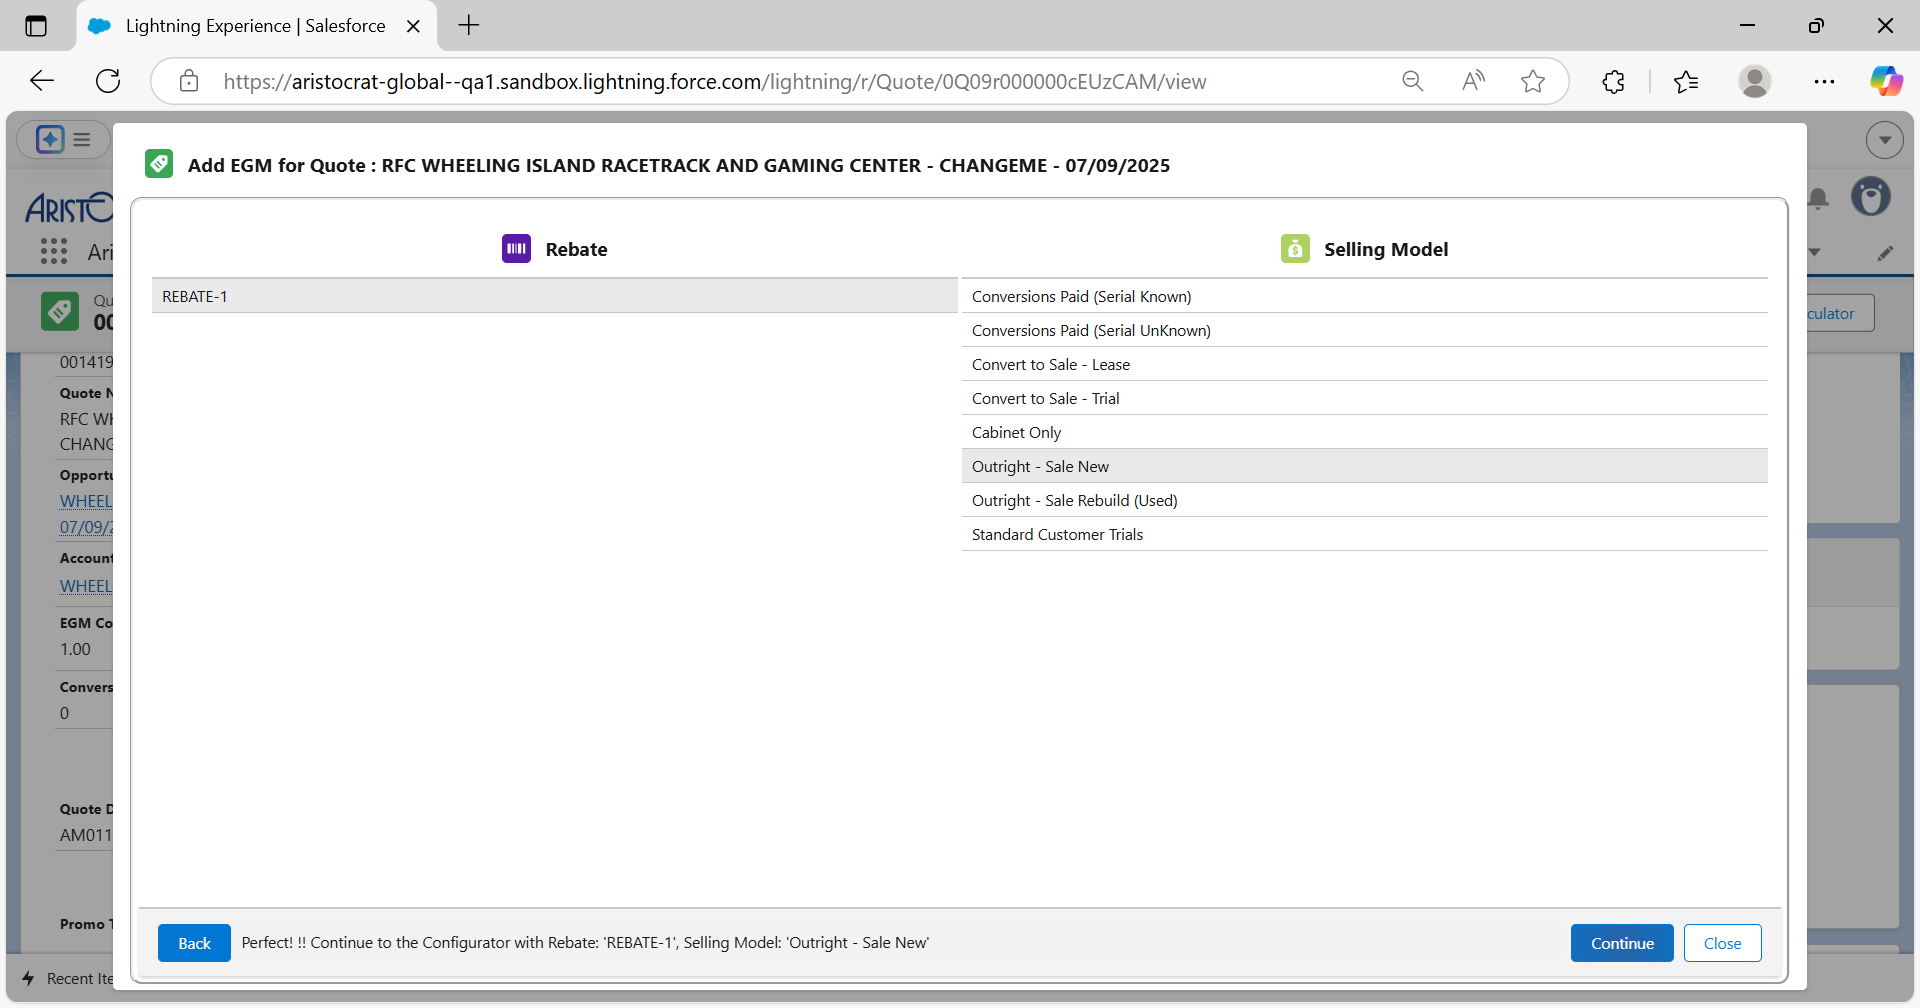 Lightning Experience | Salesforce
https://aristocrat-global--qa1.sandbox.lightning.force.com/lightning/r/Quote/0Q09r000000cEUzCAM/view
Add EGM for Quote : RFC WHEELING ISLAND RACETRACK AND GAMING CENTER - CHANGEME - 07/09/2025
Rebate
Selling Model
REBATE-1
Conversions Paid (Serial Known)
Conversions Paid (Serial UnKnown)
Convert to Sale - Lease
Convert to Sale - Trial
Cabinet Only
Outright - Sale New
Outright - Sale Rebuild (Used)
Standard Customer Trials
Back
Perfect! !! Continue to the Configurator with Rebate: 'REBATE-1', Selling Model: 'Outright - Sale New'
Continue
Close
ARISTO
Ari
Qu
00
culator
001419
Quote N
RFC WH
CHANG
Opportu
WHEEL
07/09/2
Account
WHEEL
EGM Co
1.00
Convers
0
Quote D
AM011
Promo T
Recent Ite